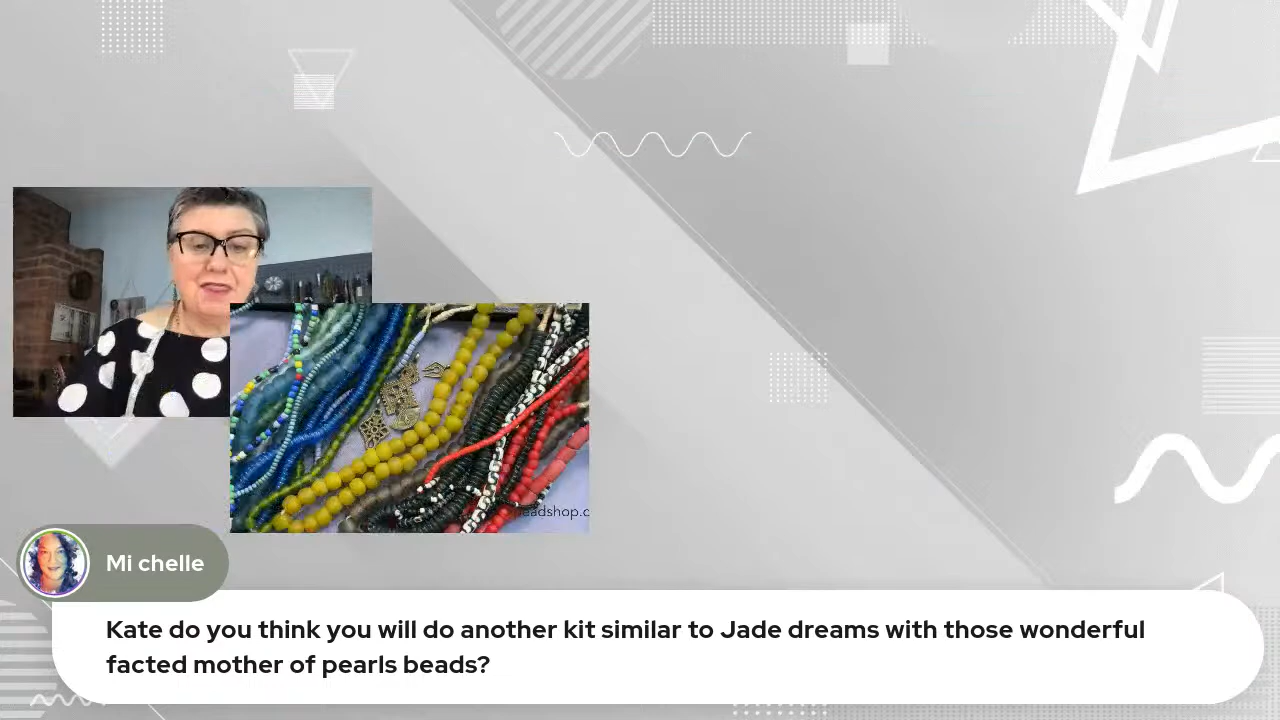 eadshop.c
Mi chelle
Kate do you think you will do another kit similar to Jade dreams with those wonderful
facted mother of pearls beads?